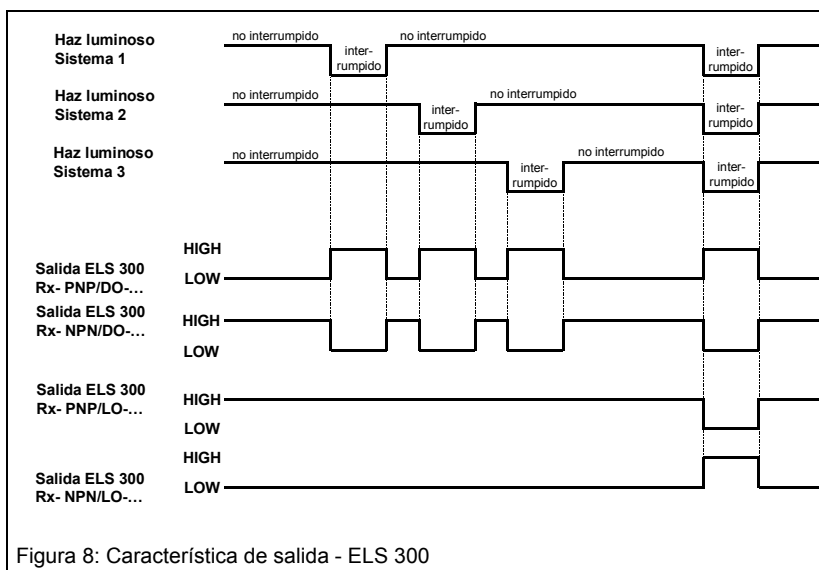 Haz luminoso
Sistema 1
no interrumpido
inter-
rumpido
no interrumpido
inter-
rumpido
Haz luminoso
Sistema 2
no interrumpido
inter-
rumpido
no interrumpido
inter-
rumpido
Haz luminoso
Sistema 3
no interrumpido
inter-
rumpido
no interrumpido
inter-
rumpido
HIGH
Salida ELS 300
Rx- PNP/DO-...
LOW
Salida ELS 300
Rx- NPN/DO-...
HIGH
LOW
Salida ELS 300
Rx- PNP/LO-...
HIGH
LOW
HIGH
Salida ELS 300
Rx- NPN/LO-...
LOW
Figura 8: Característica de salida - ELS 300